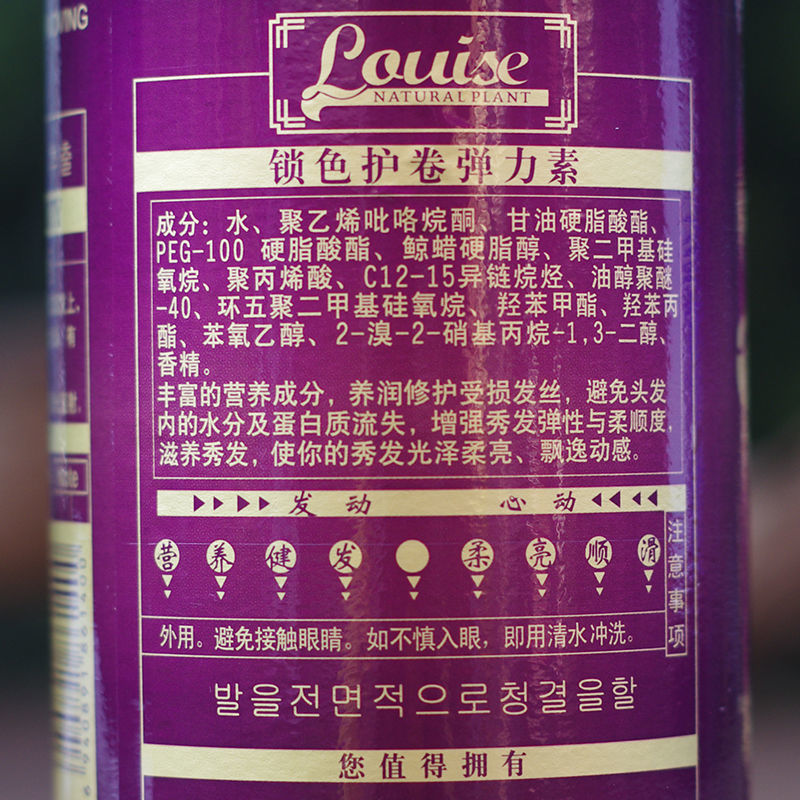 Louise
NATURAL PLANT
锁色护卷弹力素
成分：水、聚乙烯吡咯烷酮、甘油硬脂酸酯、
PEG-100 硬脂酸酯、鲸蜡硬脂醇、聚二甲基硅
氧烷、聚丙烯酸、C12-15异链烷烃、油醇聚醚
-40、环五聚二甲基硅氧烷、羟苯甲酯、羟苯丙
酯、苯氧乙醇、2-溴-2-硝基丙烷-1,3-二醇、
香精。
丰富的营养成分，养润修护受损发丝，避免头发
内的水分及蛋白质流失，增强秀发弹性与柔顺度，
滋养秀发，使你的秀发光泽柔亮、飘逸动感。
发动 心动
营养健发 柔亮顺滑
注意事项
外用。避免接触眼睛。如不慎入眼，即用清水冲洗。
발을전면적으로청결을할
您值得拥有